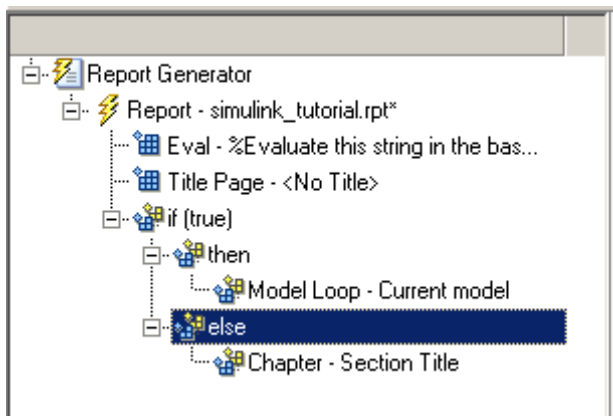 Report Generator
Report - simulink_tutorial.rpt*
Eval - %Evaluate this string in the bas...
Title Page - <No Title>
if (true)
then
Model Loop - Current model
else
Chapter - Section Title